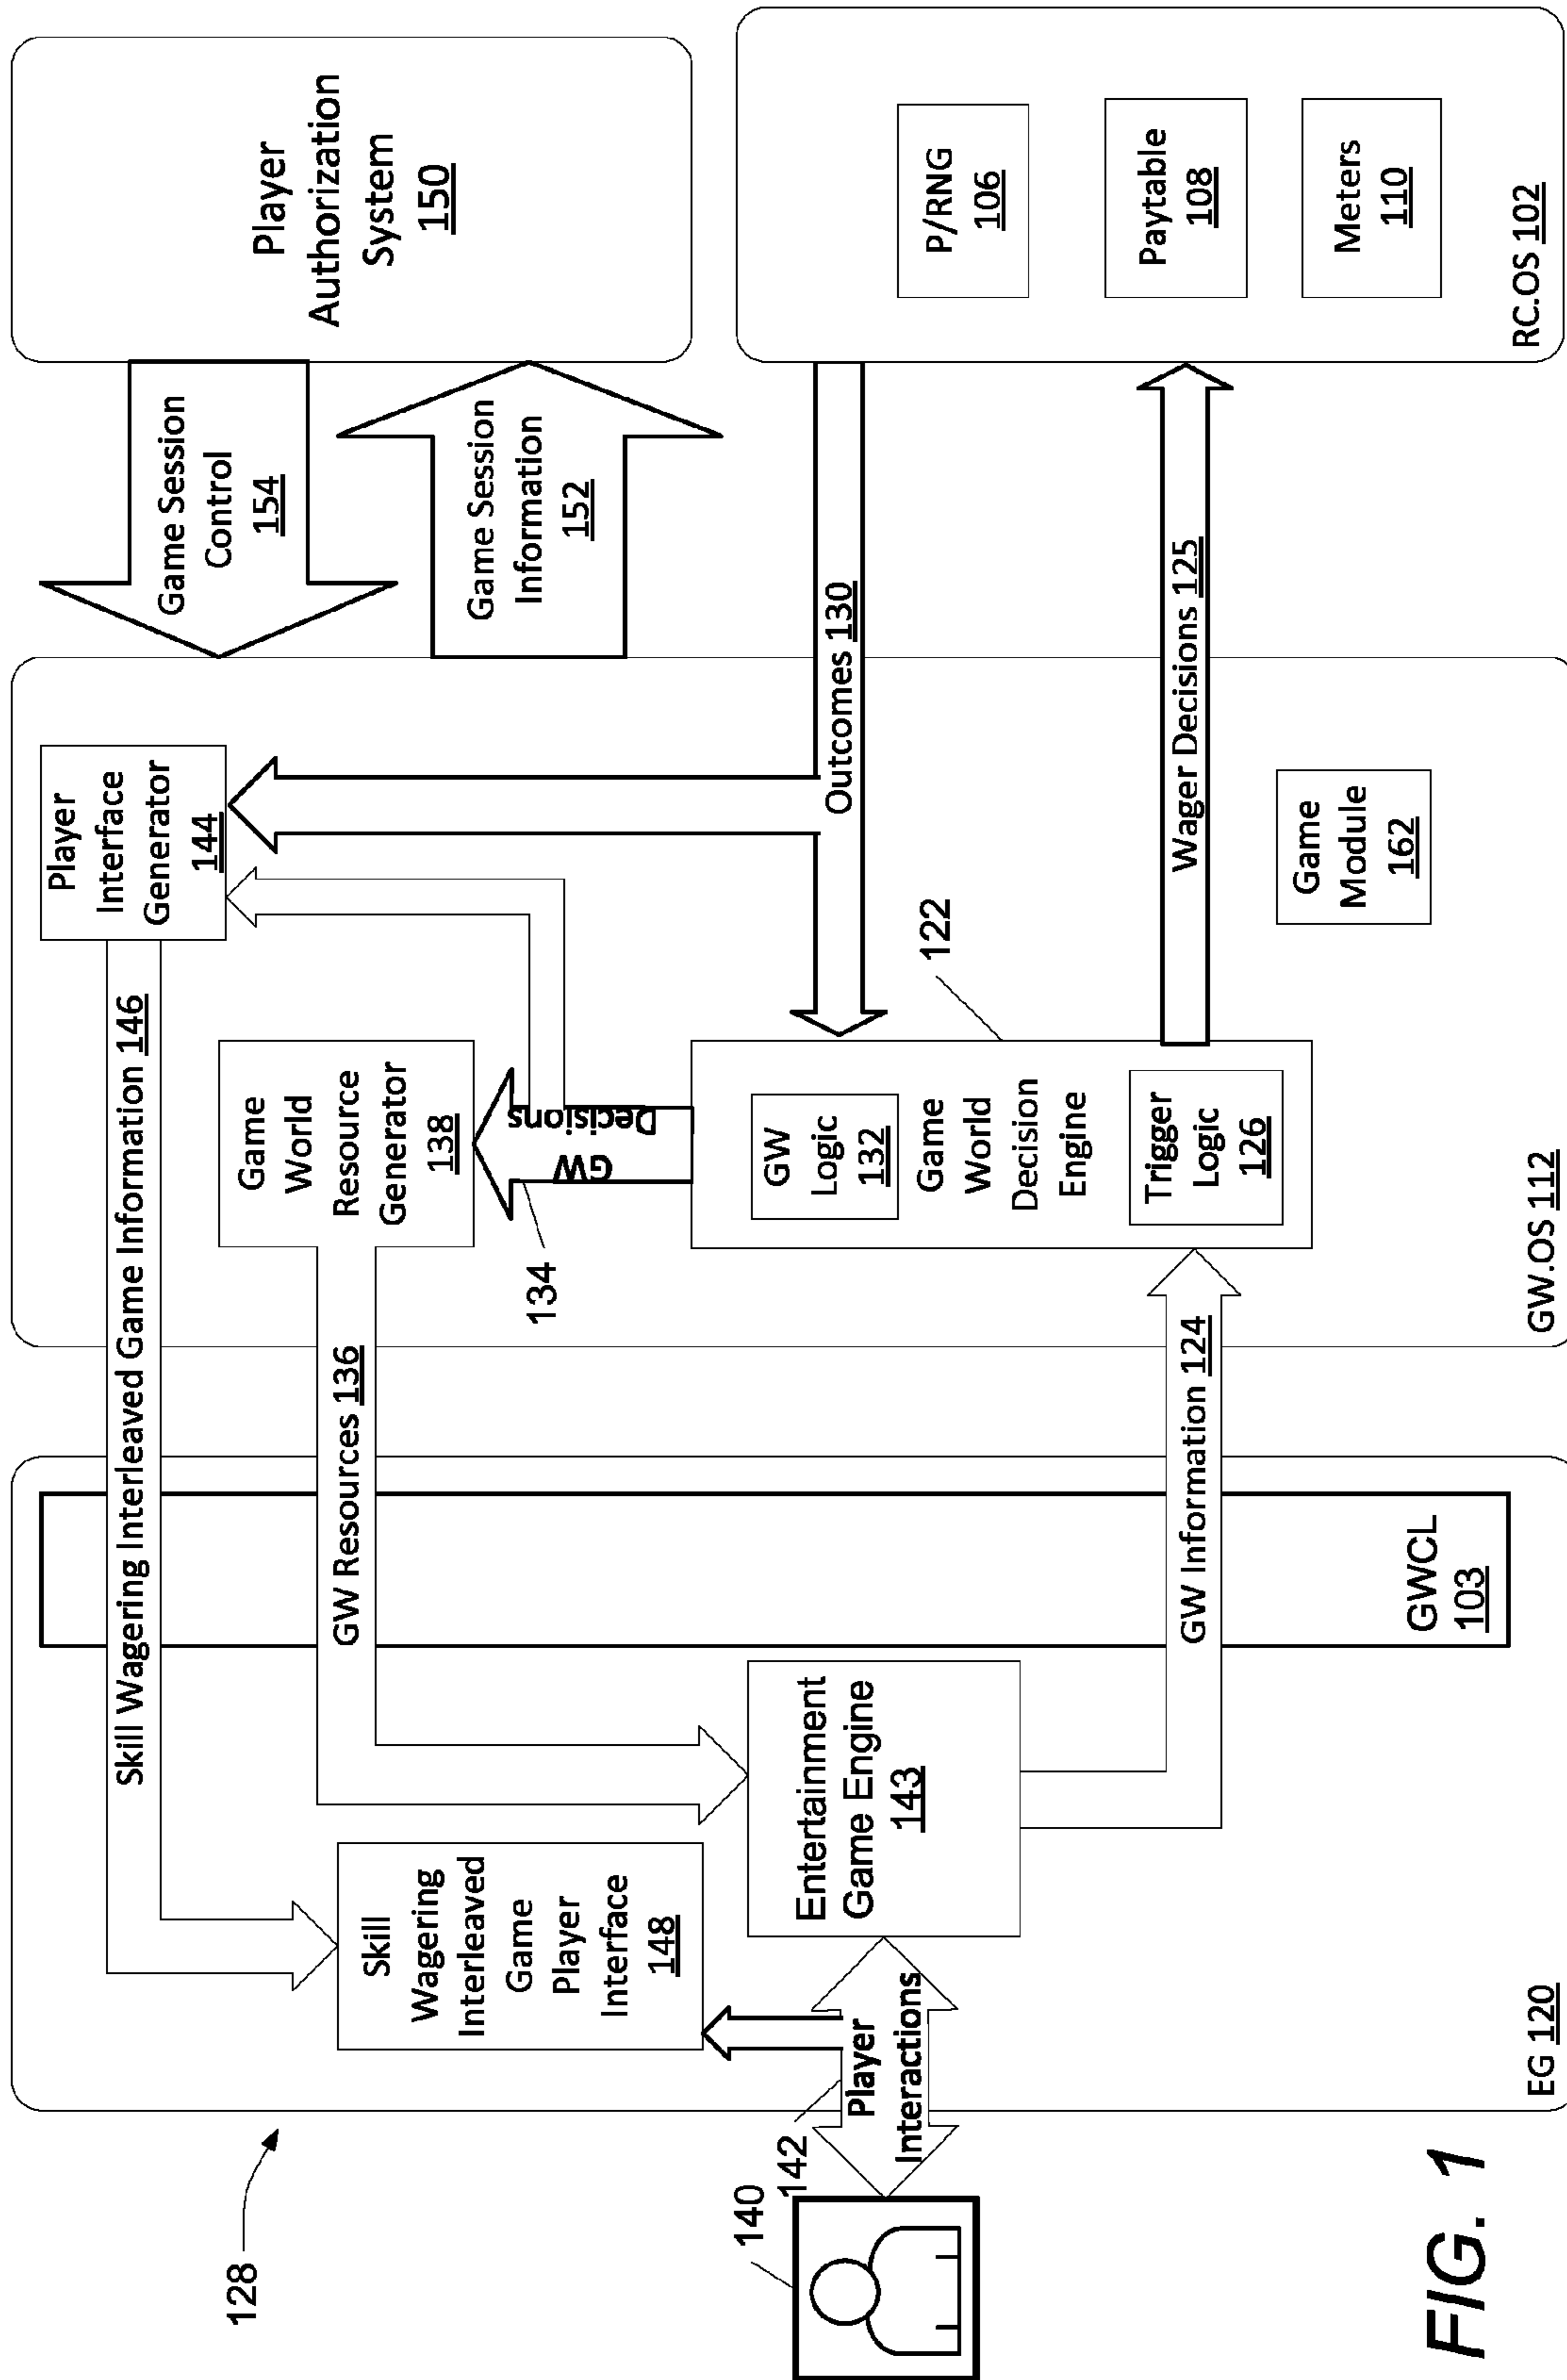 128
140
142
Player
Interactions
Skill
Wagering
Interleaved
Game
Player
Interface
148
Entertainment
Game Engine
143
EG 120
GWCL
103
Skill Wagering Interleaved Game Information 146
GW Resources 136
GW Information 124
Player
Interface
Generator
144
Game
World
Resource
Generator
138
134
GW
Decisions
122
GW
Logic
132
Game
World
Decision
Engine
Trigger
Logic
126
Game
Module
162
GW.OS 112
Outcomes 130
Wager Decisions 125
Game Session
Control
154
Game Session
Information
152
Player
Authorization
System
150
P/RNG
106
Paytable
108
Meters
110
RC.OS 102
FIG. 1